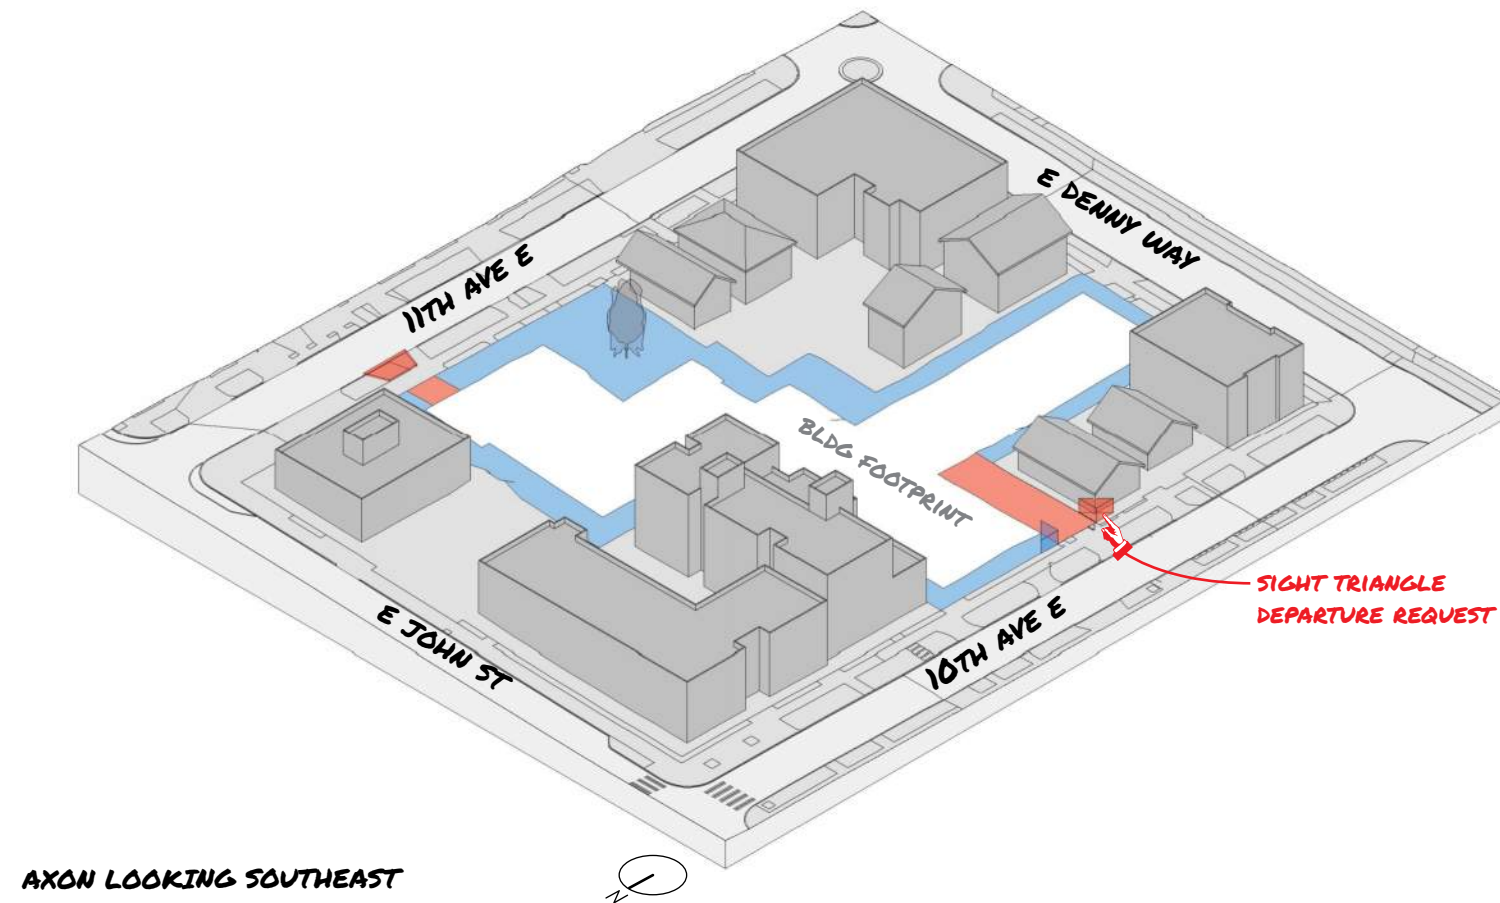 E DENNY WAY
11TH AVE E
BLDG FOOTPRINT
SIGHT TRIANGLE
DEPARTURE REQUEST
E JOHN ST
10TH AVE E
AXON LOOKING SOUTHEAST
N